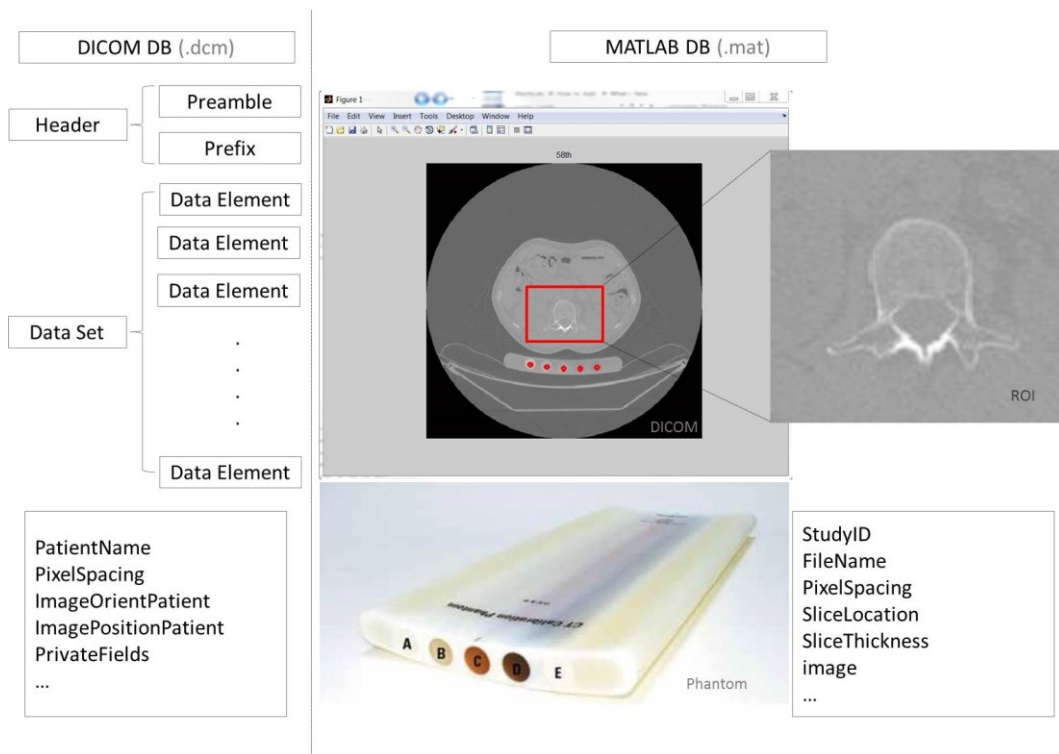 DICOM DB (.dcm)
Header
Preamble
Prefix
Data Set
Data Element
Data Element
Data Element
.
.
.
.
Data Element
PatientName
PixelSpacing
ImageOrientPatient
ImagePositionPatient
PrivateFields
...
MATLAB DB (.mat)
Figure 1
File Edit View Insert Tools Desktop Window Help
58th
DICOM
ROI
CT Calibration Phantom
A B C D E
Phantom
StudyID
FileName
PixelSpacing
SliceLocation
SliceThickness
image
...